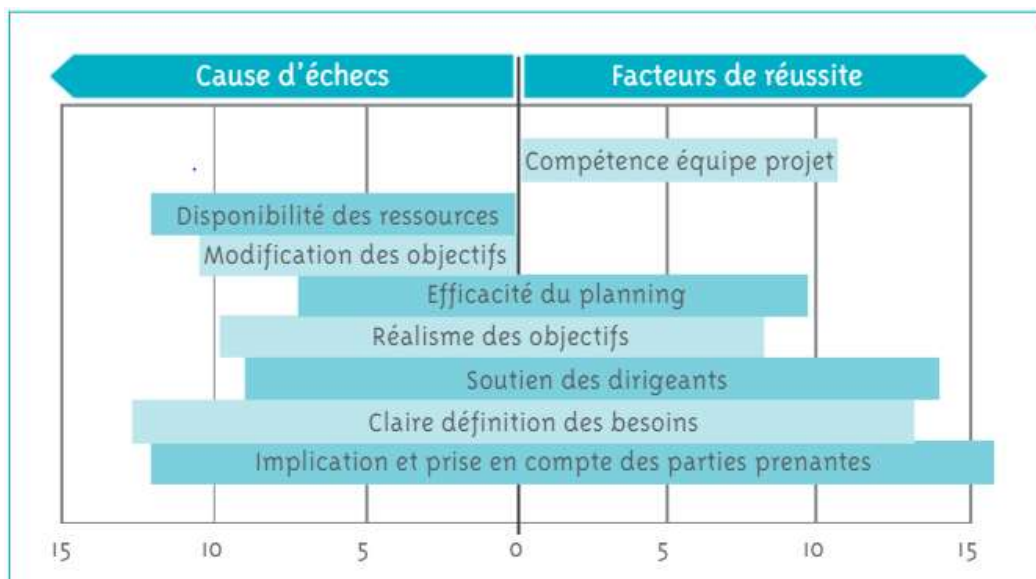 Cause d'échecs Facteurs de réussite
Compétence équipe projet
Disponibilité des ressources
Modification des objectifs
Efficacité du planning
Réalisme des objectifs
Soutien des dirigeants
Claire définition des besoins
Implication et prise en compte des parties prenantes
15 10 5 0 5 10 15